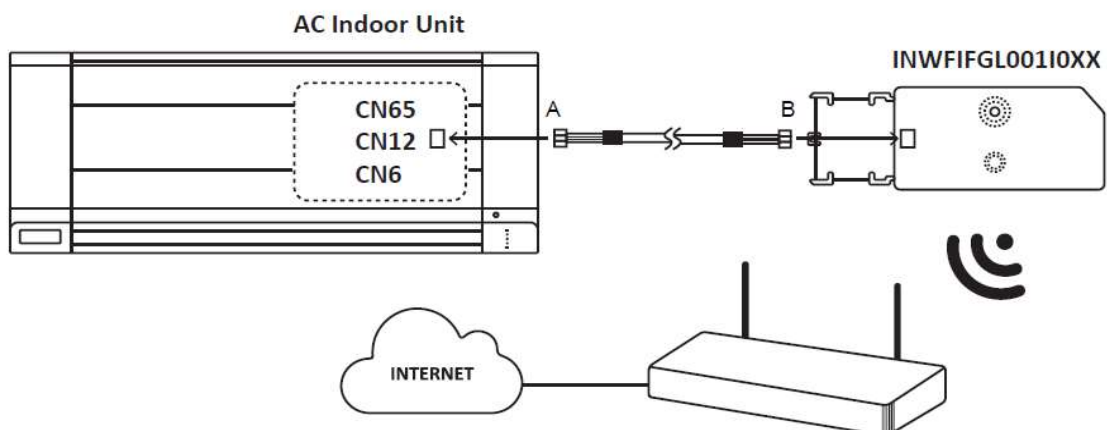 AC Indoor Unit
INWFIFGL001I0XX
CN65
CN12
CN6
A
B
INTERNET